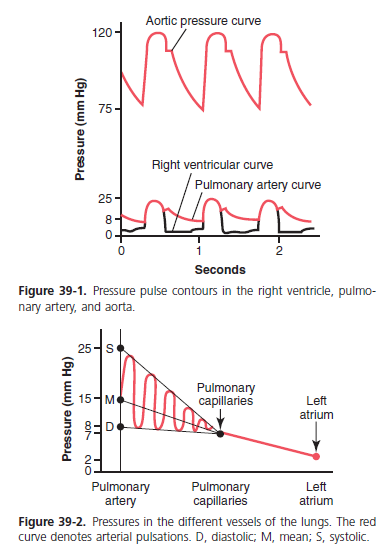 Aortic pressure curve
120
75
Right ventricular curve
Pulmonary artery curve
25
8
0
Pressure (mm Hg)
0
1
2
Seconds
Figure 39-1. Pressure pulse contours in the right ventricle, pulmo-
nary artery, and aorta.
25
S
15
M
8
D
7
2
0
Pressure (mm Hg)
Pulmonary
capillaries
Left
atrium
Pulmonary
artery
Pulmonary
capillaries
Left
atrium
Figure 39-2. Pressures in the different vessels of the lungs. The red
curve denotes arterial pulsations. D, diastolic; M, mean; S, systolic.